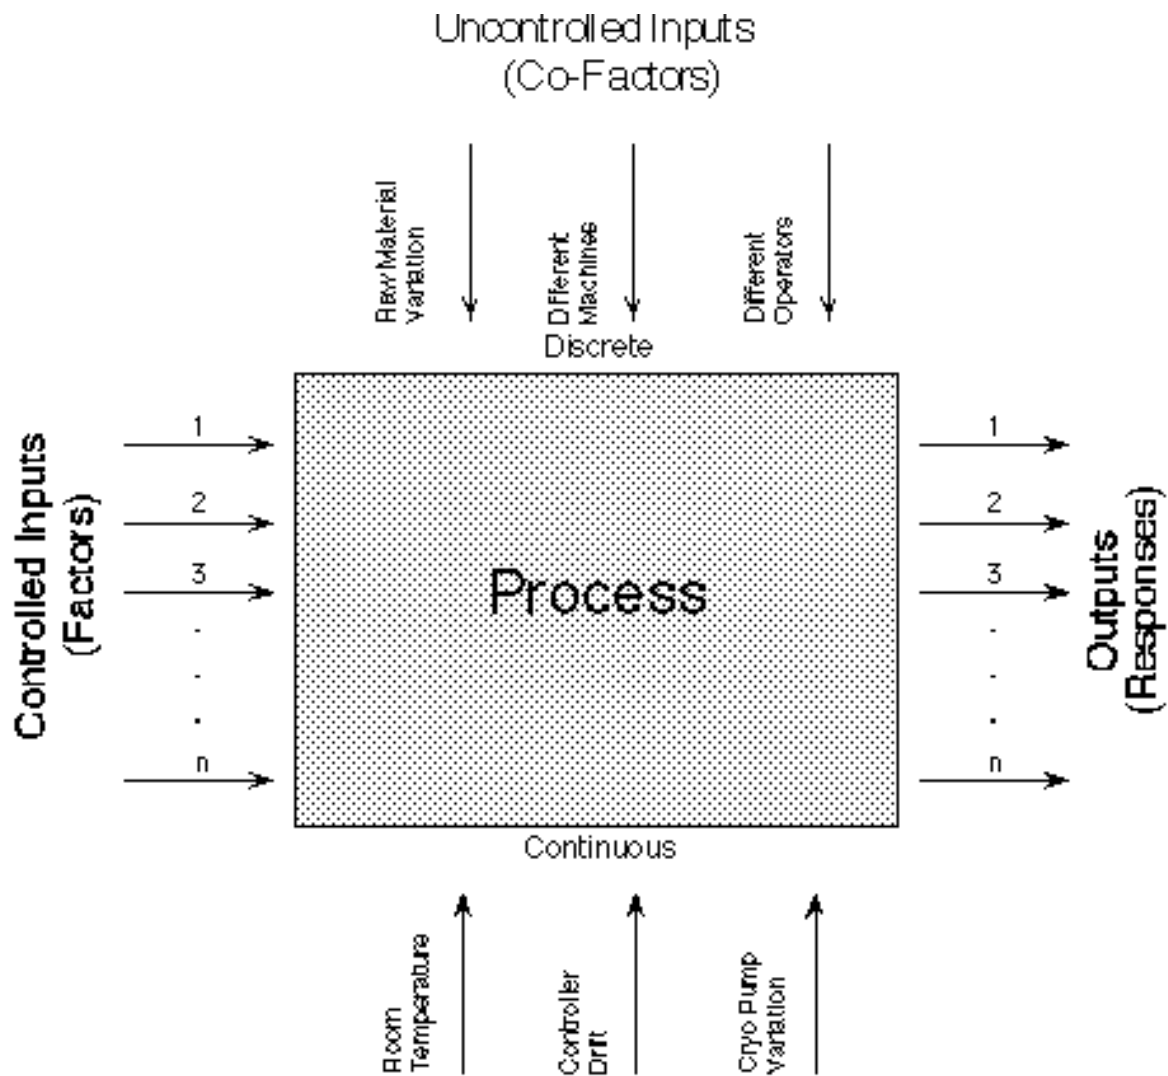 Uncontrolled Inputs
(Co-Factors)
Raw Material
Variation
Different
Machines
Different
Operators
Discrete
Controlled Inputs
(Factors)
1
2
3
.
.
.
n
Process
1
2
3
.
.
.
n
Outputs
(Responses)
Continuous
Room
Temperature
Controller
Drift
Cryo Pump
Variation